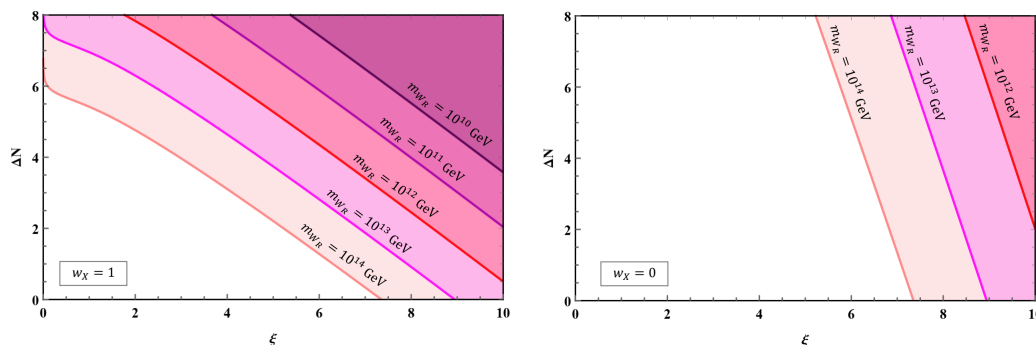 8
6
4
2
0
ΔN
m_{W_R} = 10^{10} GeV
m_{W_R} = 10^{11} GeV
m_{W_R} = 10^{12} GeV
m_{W_R} = 10^{13} GeV
m_{W_R} = 10^{14} GeV
w_X = 1
0 2 4 6 8 10
ξ
8
6
4
2
0
ΔN
m_{W_R} = 10^{14} GeV
m_{W_R} = 10^{13} GeV
m_{W_R} = 10^{12} GeV
w_X = 0
0 2 4 6 8 10
ξ